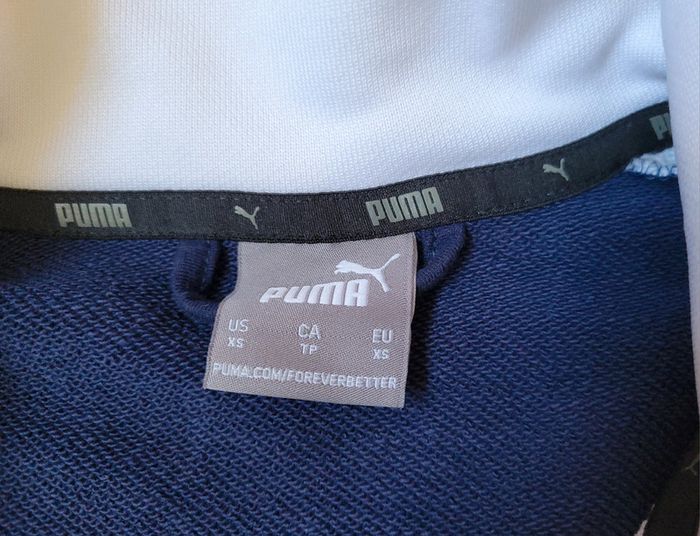 PUMA PUMA
PUMA
US CA EU
XS TP XS
PUMA.COM/FOREVERBETTER